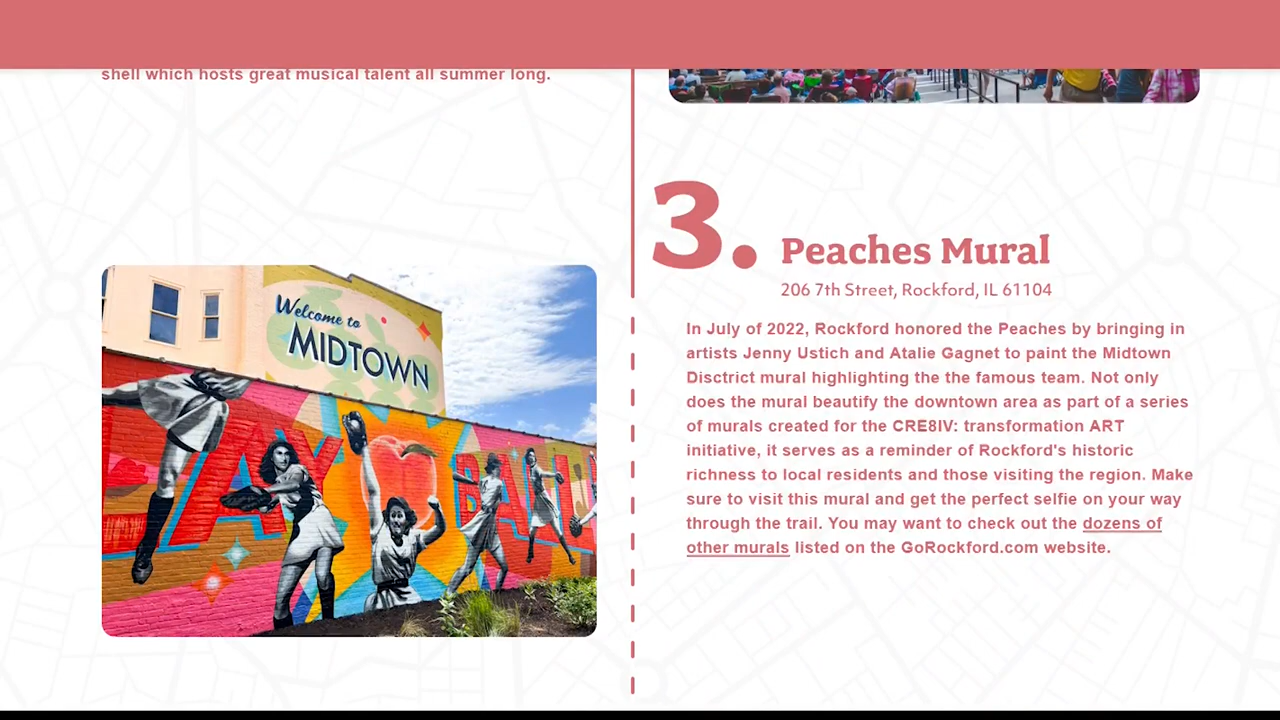 shell which hosts great musical talent all summer long.
Welcome to
MIDTOWN
AY BALL
3.
Peaches Mural
206 7th Street, Rockford, IL 61104
In July of 2022, Rockford honored the Peaches by bringing in
artists Jenny Ustich and Atalie Gagnet to paint the Midtown
Disctrict mural highlighting the the famous team. Not only
does the mural beautify the downtown area as part of a series
of murals created for the CRE8IV: transformation ART
initiative, it serves as a reminder of Rockford's historic
richness to local residents and those visiting the region. Make
sure to visit this mural and get the perfect selfie on your way
through the trail. You may want to check out the dozens of
other murals listed on the GoRockford.com website.